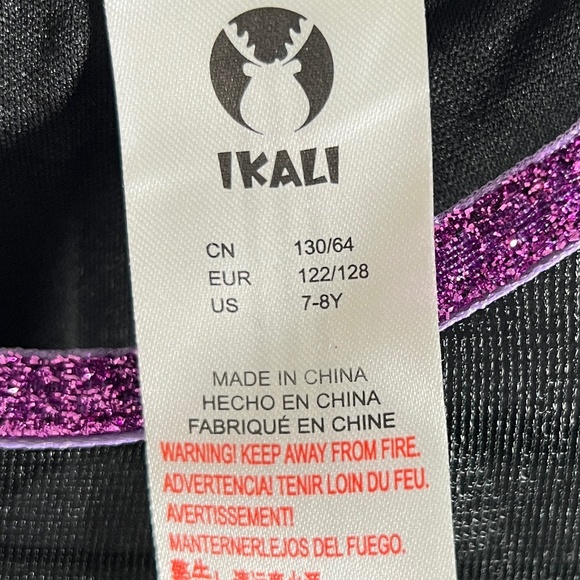 IKALI
CN 130/64
EUR 122/128
US 7-8Y
MADE IN CHINA
HECHO EN CHINA
FABRIQUÉ EN CHINE
WARNING! KEEP AWAY FROM FIRE.
ADVERTENCIA! TENIR LOIN DU FEU.
AVERTISSEMENT!
MANTERNERLEJOS DEL FUEGO.